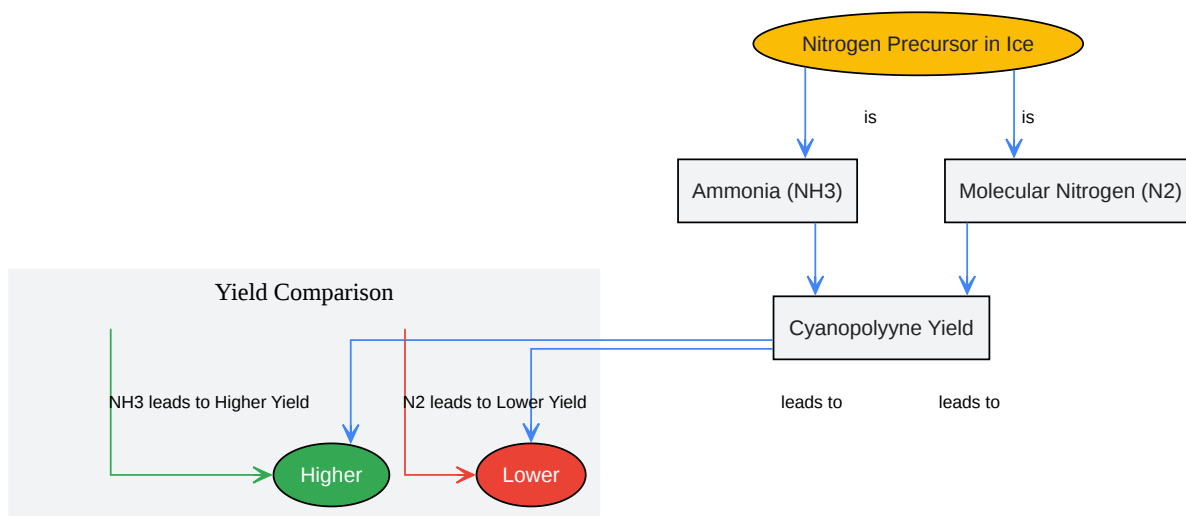 Nitrogen Precursor in Ice
is
is
Ammonia (NH3)
Molecular Nitrogen (N2)
Yield Comparison
Cyanopolyyne Yield
NH3 leads to Higher Yield
N2 leads to Lower Yield
leads to
leads to
Higher
Lower